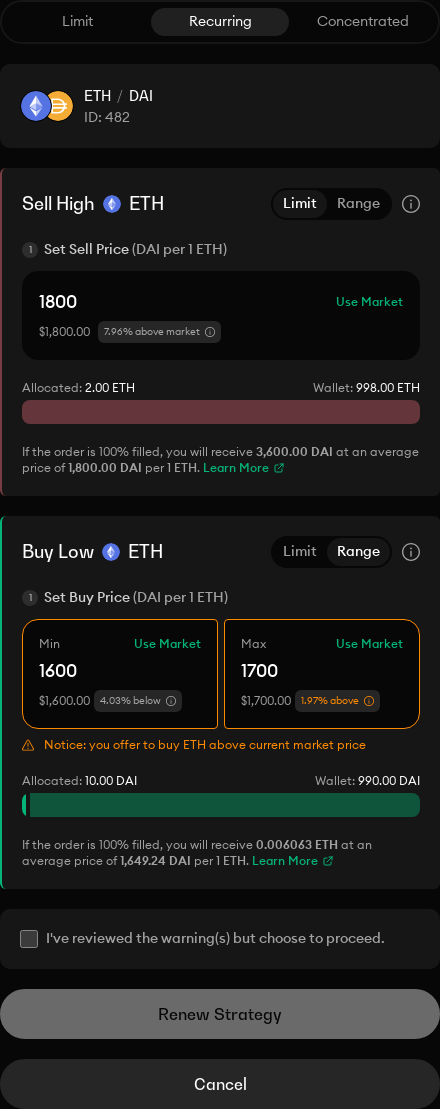 Limit Recurring Concentrated
ETH / DAI
ID: 482
Sell High ETH Limit Range
1 Set Sell Price (DAI per 1 ETH)
1800 Use Market
$1,800.00 7.96% above market
Allocated: 2.00 ETH Wallet: 998.00 ETH
If the order is 100% filled, you will receive 3,600.00 DAI at an average
price of 1,800.00 DAI per 1 ETH. Learn More
Buy Low ETH Limit Range
1 Set Buy Price (DAI per 1 ETH)
Min Use Market Max Use Market
1600 1700
$1,600.00 4.03% below $1,700.00 1.97% above
Notice: you offer to buy ETH above current market price
Allocated: 10.00 DAI Wallet: 990.00 DAI
If the order is 100% filled, you will receive 0.006063 ETH at an
average price of 1,649.24 DAI per 1 ETH. Learn More
I've reviewed the warning(s) but choose to proceed.
Renew Strategy
Cancel